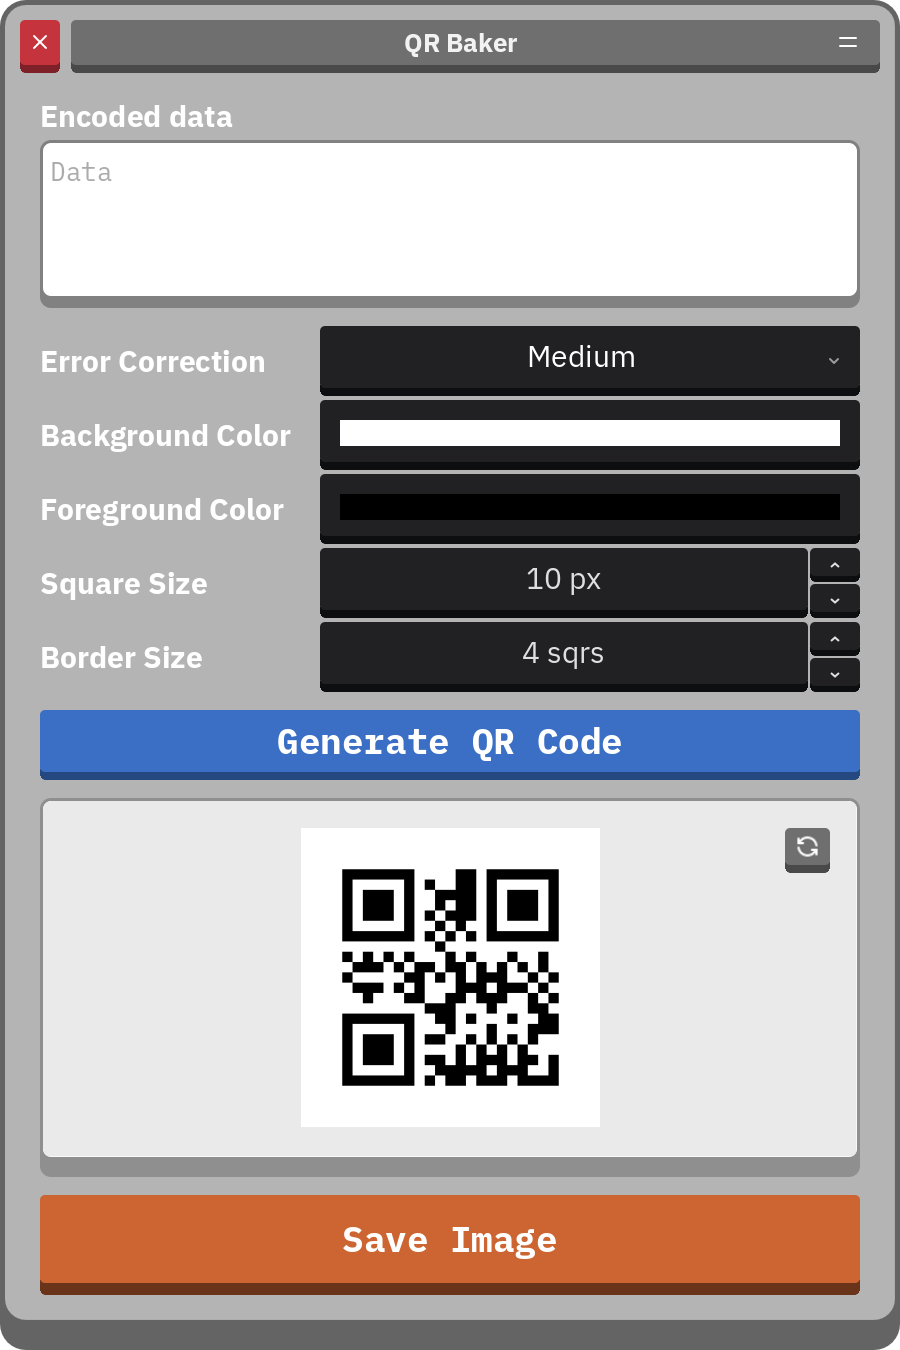 QR Baker
Encoded data
Data
Error Correction
Medium
Background Color
Foreground Color
Square Size
10 px
Border Size
4 sqrs
Generate QR Code
Save Image